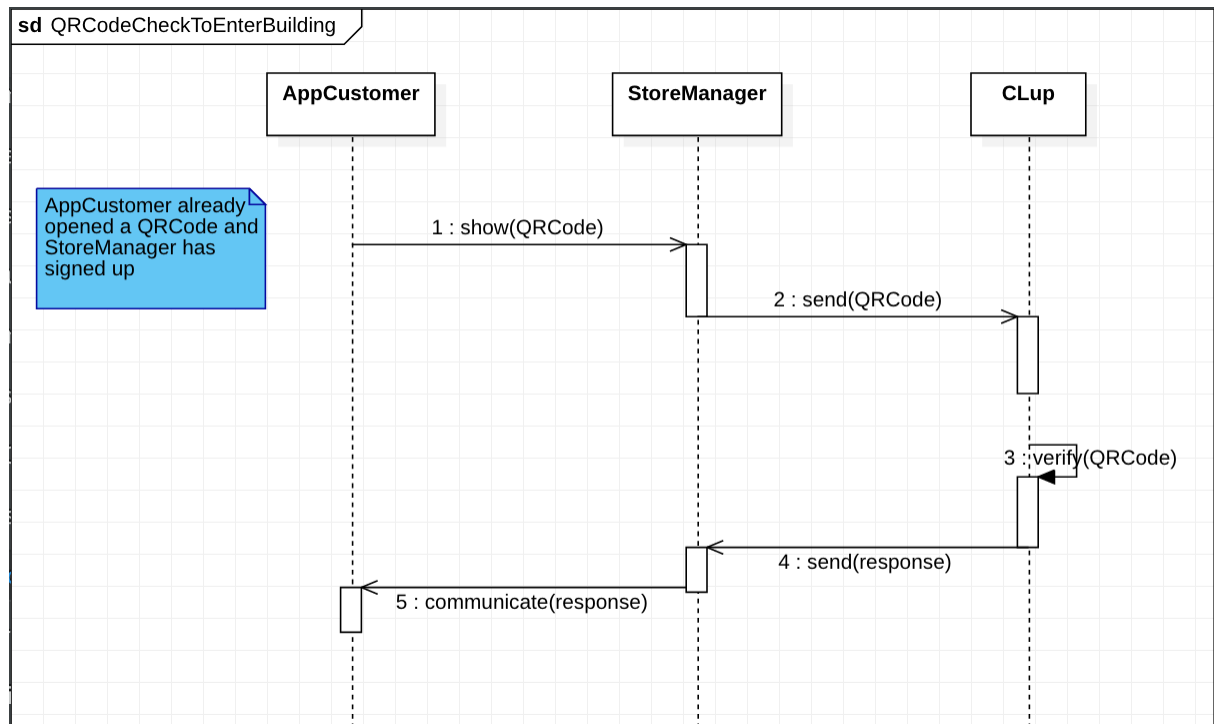 sd QRCodeCheckToEnterBuilding
AppCustomer
StoreManager
CLup
AppCustomer already
opened a QRCode and
StoreManager has
signed up
1 : show(QRCode)
2 : send(QRCode)
3 : verify(QRCode)
4 : send(response)
5 : communicate(response)